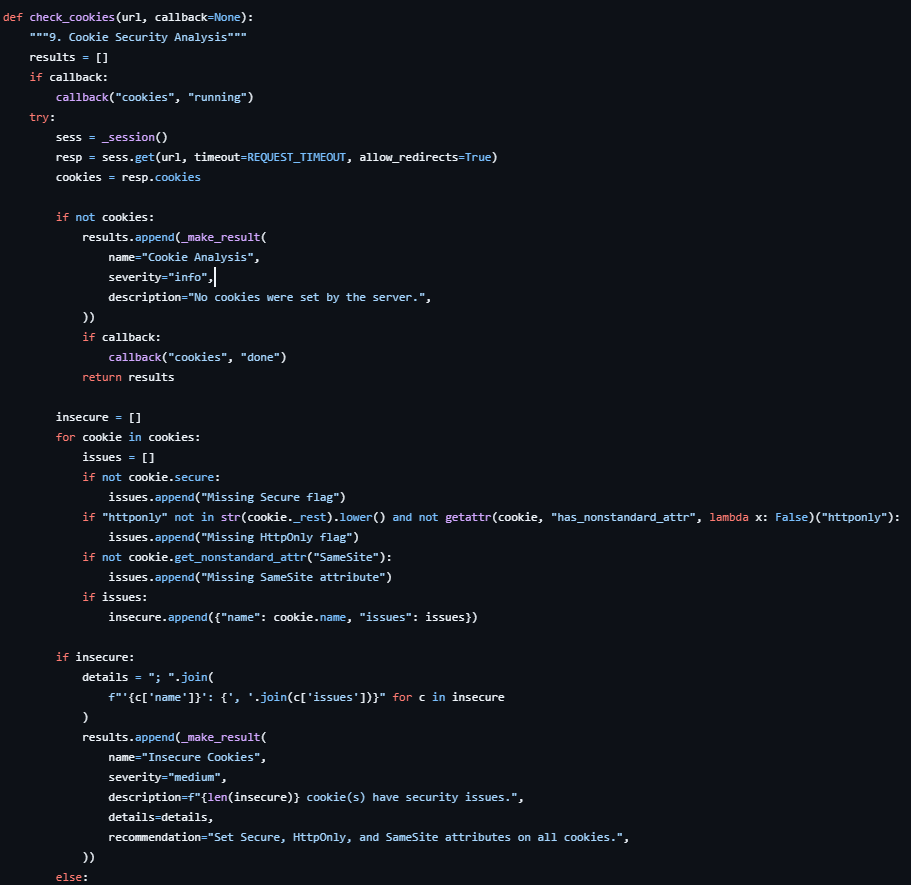 def check_cookies(url, callback=None):
    """9. Cookie Security Analysis"""
    results = []
    if callback:
        callback("cookies", "running")
    try:
        sess = _session()
        resp = sess.get(url, timeout=REQUEST_TIMEOUT, allow_redirects=True)
        cookies = resp.cookies

        if not cookies:
            results.append(_make_result(
                name="Cookie Analysis",
                severity="info",
                description="No cookies were set by the server.",
            ))
            if callback:
                callback("cookies", "done")
            return results

        insecure = []
        for cookie in cookies:
            issues = []
            if not cookie.secure:
                issues.append("Missing Secure flag")
            if "httponly" not in str(cookie._rest).lower() and not getattr(cookie, "has_nonstandard_attr", lambda x: False)("httponly"):
                issues.append("Missing HttpOnly flag")
            if not cookie.get_nonstandard_attr("SameSite"):
                issues.append("Missing SameSite attribute")
            if issues:
                insecure.append({"name": cookie.name, "issues": issues})

        if insecure:
            details = "; ".join(
                f"'{c['name']}': {', '.join(c['issues'])}" for c in insecure
            )
            results.append(_make_result(
                name="Insecure Cookies",
                severity="medium",
                description=f"{len(insecure)} cookie(s) have security issues.",
                details=details,
                recommendation="Set Secure, HttpOnly, and SameSite attributes on all cookies.",
            ))
        else: